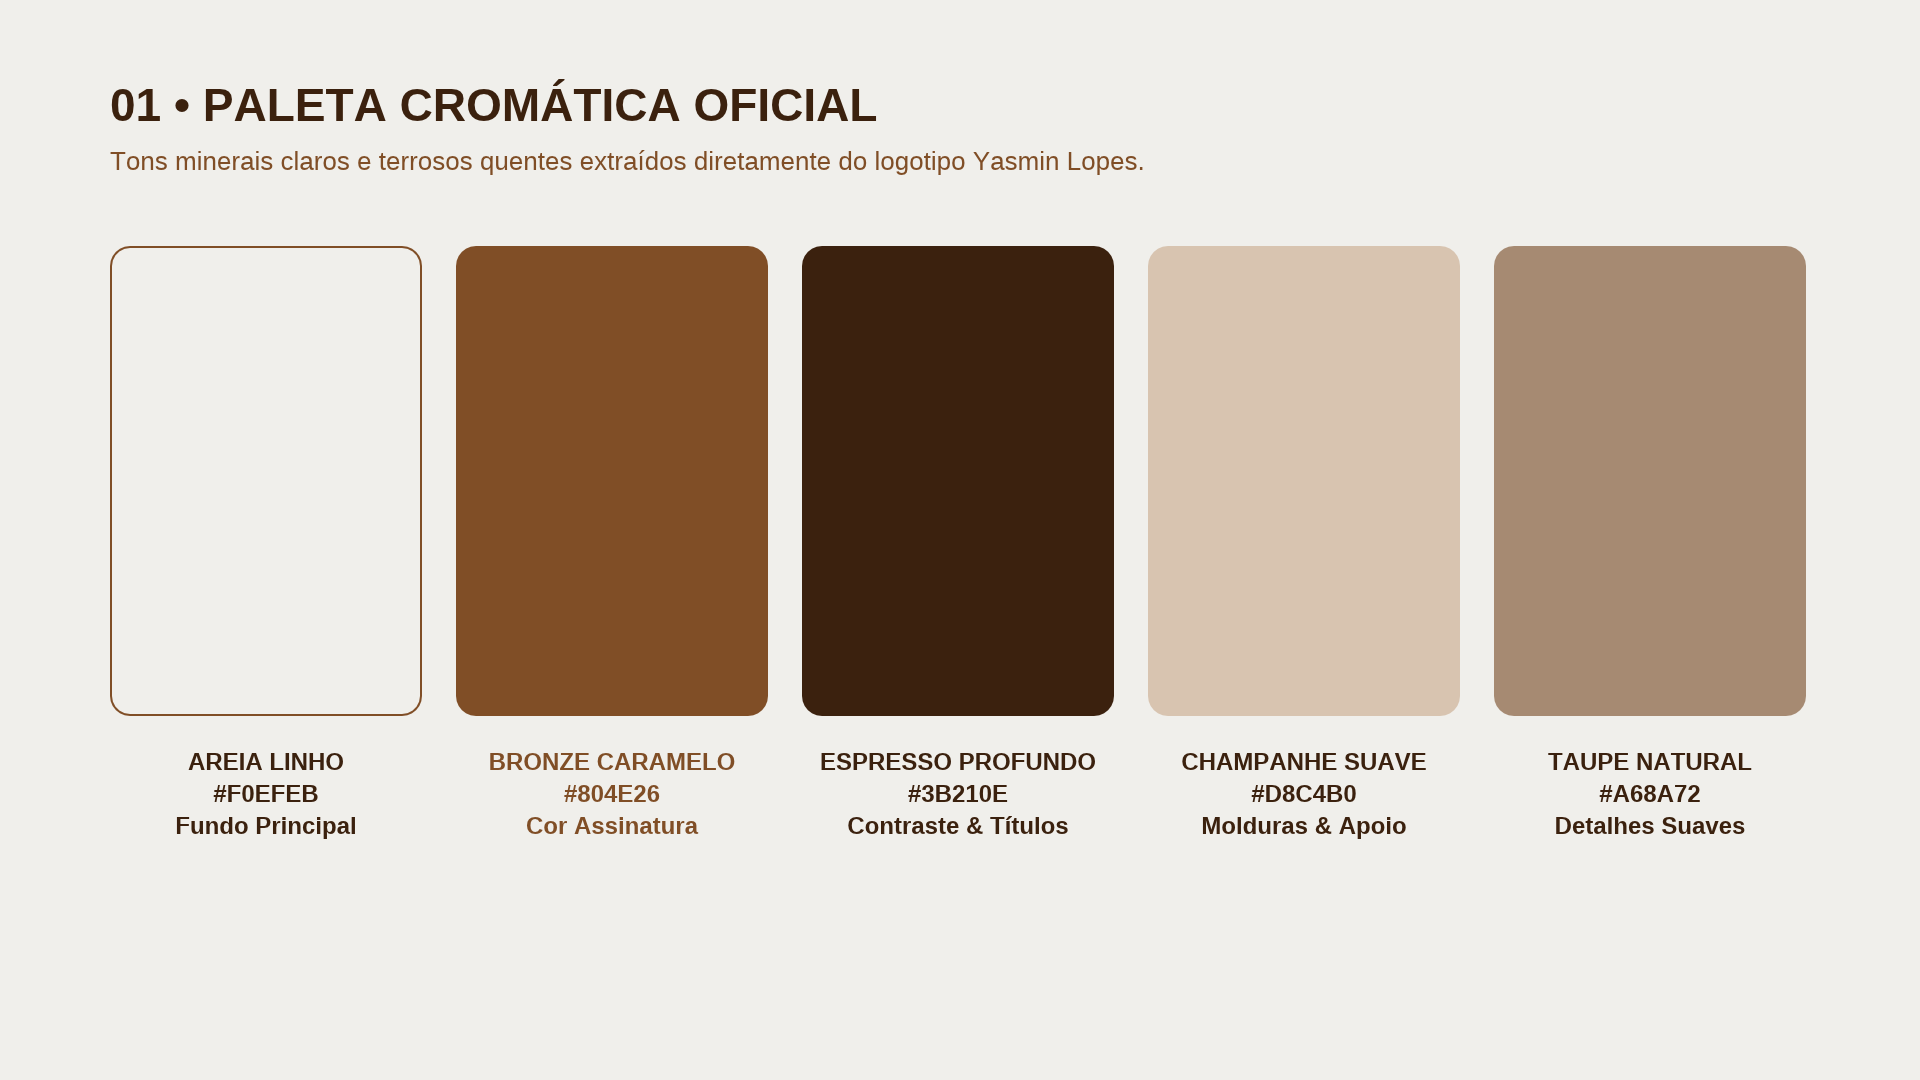 01 • PALETA CROMÁTICA OFICIAL
Tons minerais claros e terrosos quentes extraídos diretamente do logotipo Yasmin Lopes.
AREIA LINHO
#F0EFEB
Fundo Principal
BRONZE CARAMELO
#804E26
Cor Assinatura
ESPRESSO PROFUNDO
#3B210E
Contraste & Títulos
CHAMPANHE SUAVE
#D8C4B0
Molduras & Apoio
TAUPE NATURAL
#A68A72
Detalhes Suaves